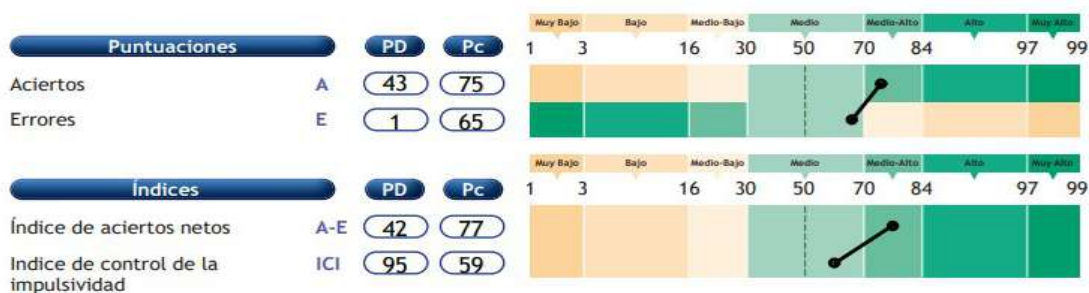 Muy Bajo Bajo Medio-Bajo Medio Medio-Alto Alto Muy Alto
Puntuaciones PD Pc 1 3 16 30 50 70 84 97 99
Aciertos A 43 75
Errores E 1 65
Muy Bajo Bajo Medio-Bajo Medio Medio-Alto Alto Muy Alto
Índices PD Pc 1 3 16 30 50 70 84 97 99
Índice de aciertos netos A-E 42 77
Indice de control de la ICI 95 59
impulsividad